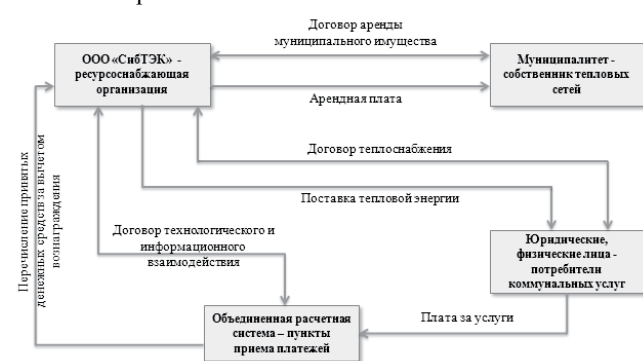 Договор аренды
муниципального имущества
ООО «СибТЭК» -
ресурсоснабжающая
организация
Муниципалитет -
собственник тепловых
сетей
Арендная плата
Договор теплоснабжения
Поставка тепловой энергии
Перечисление принятых
денежных средств за вычетом
вознаграждения
Договор технологического и
информационного
взаимодействия
Юридические,
физические лица -
потребители
коммунальных услуг
Объединенная расчетная
система – пункты
приема платежей
Плата за услуги